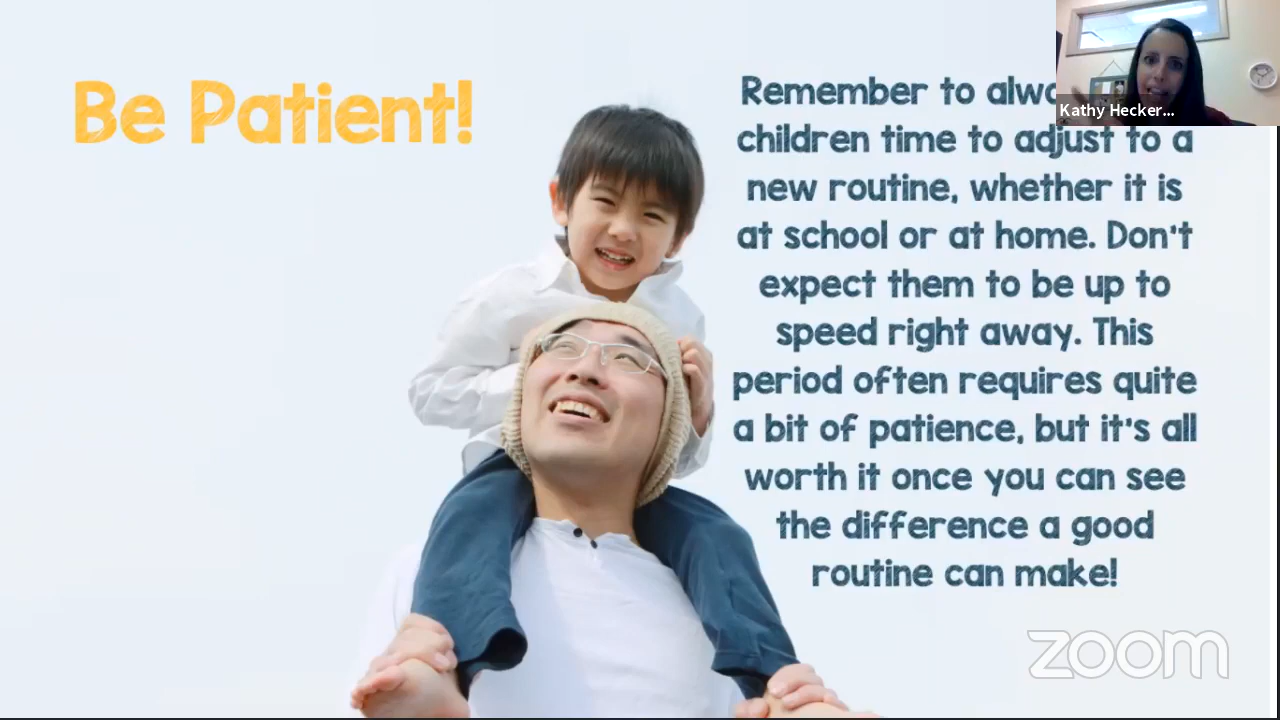 Be Patient!
Remember to
children time to adjust to a
new routine, whether it is
at school or at home. Don't
expect them to be up to
speed right away. This
period often requires quite
a bit of patience, but it's all
worth it once you can see
the difference a good
routine can make!
Kathy Hecker...
zoom